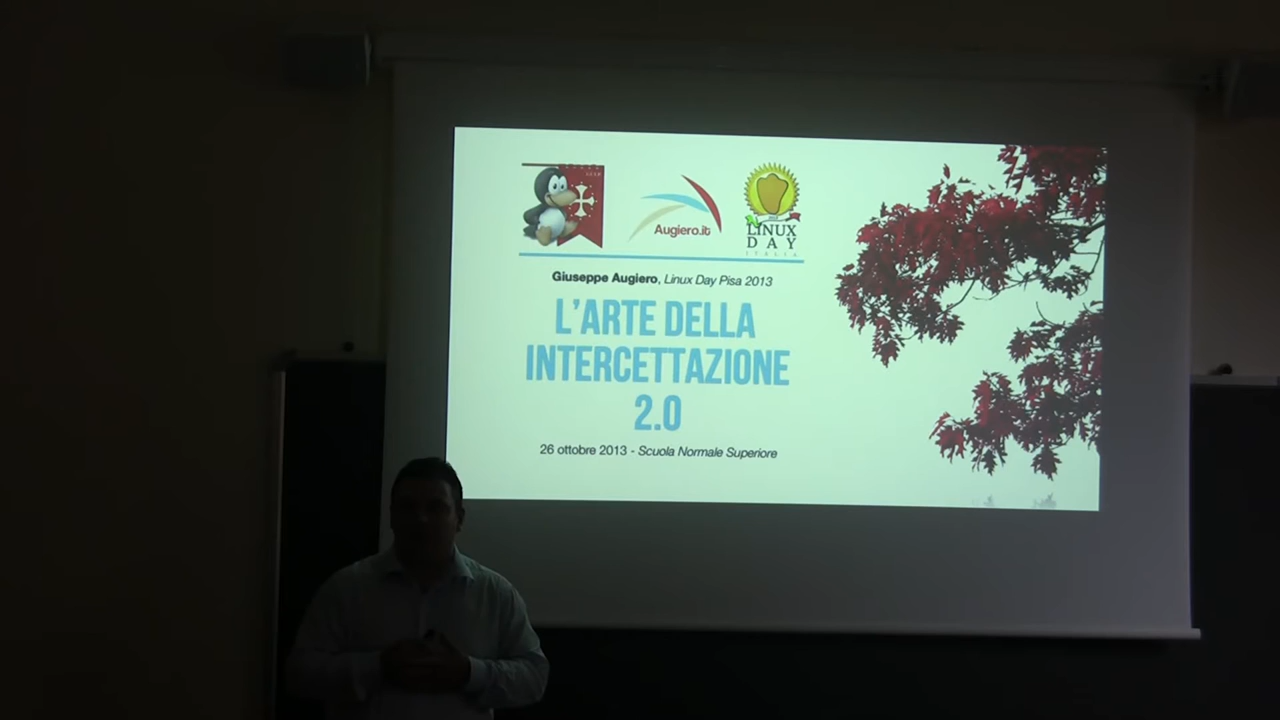 Augiero.it
LINUX
DAY
ITALIA
Giuseppe Augiero, Linux Day Pisa 2013
L'ARTE DELLA
INTERCETTAZIONE
2.0
26 ottobre 2013 - Scuola Normale Superiore